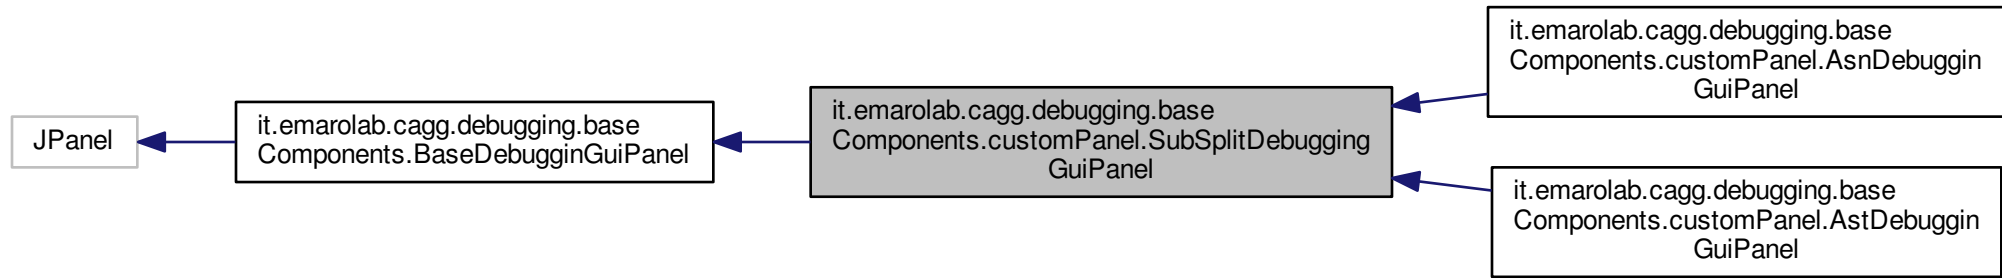 JPanel
it.emarolab.cagg.debugging.base
Components.BaseDebugginGuiPanel
it.emarolab.cagg.debugging.base
Components.customPanel.SubSplitDebugging
GuiPanel
it.emarolab.cagg.debugging.base
Components.customPanel.AsnDebuggin
GuiPanel
it.emarolab.cagg.debugging.base
Components.customPanel.AstDebuggin
GuiPanel